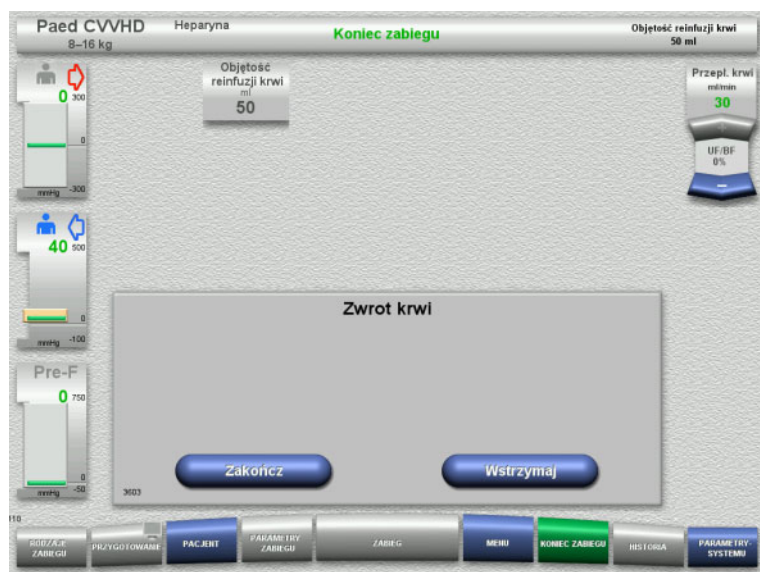 Paed CVVHD
8–16 kg
Heparyna
Koniec zabiegu
Objętość reinfuzji krwi
50 ml
0
300
0
mmHg
-300
Objętość
reinfuzji krwi
ml
50
Przepł. krwi
ml/min
30
+
UF/BF
0%
–
40
500
0
mmHg
-100
Pre-F
0
750
0
mmHg
-50
Zwrot krwi
Zakończ
Wstrzymaj
3603
RODZAJE
ZABIEGU
PRZYGOTOWANIE
PACJENT
PARAMETRY
ZABIEGU
ZABIEG
MENU
KONIEC ZABIEGU
HISTORIA
PARAMETRY-
SYSTEMU